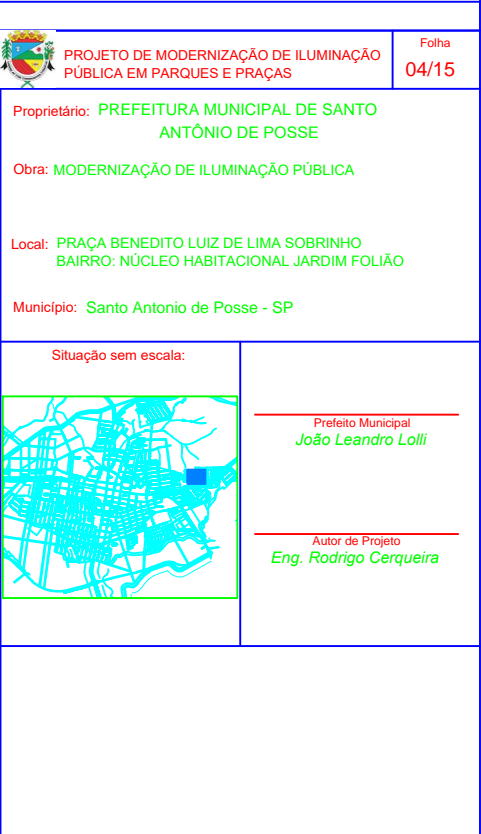 PROJETO DE MODERNIZAÇÃO DE ILUMINAÇÃO
PÚBLICA EM PARQUES E PRAÇAS
Folha
04/15
Proprietário: PREFEITURA MUNICIPAL DE SANTO
ANTÔNIO DE POSSE
Obra: MODERNIZAÇÃO DE ILUMINAÇÃO PÚBLICA
Local: PRAÇA BENEDITO LUIZ DE LIMA SOBRINHO
BAIRRO: NÚCLEO HABITACIONAL JARDIM FOLIÃO
Município: Santo Antonio de Posse - SP
Situação sem escala:
Prefeito Municipal
João Leandro Lolli
Autor de Projeto
Eng. Rodrigo Cerqueira